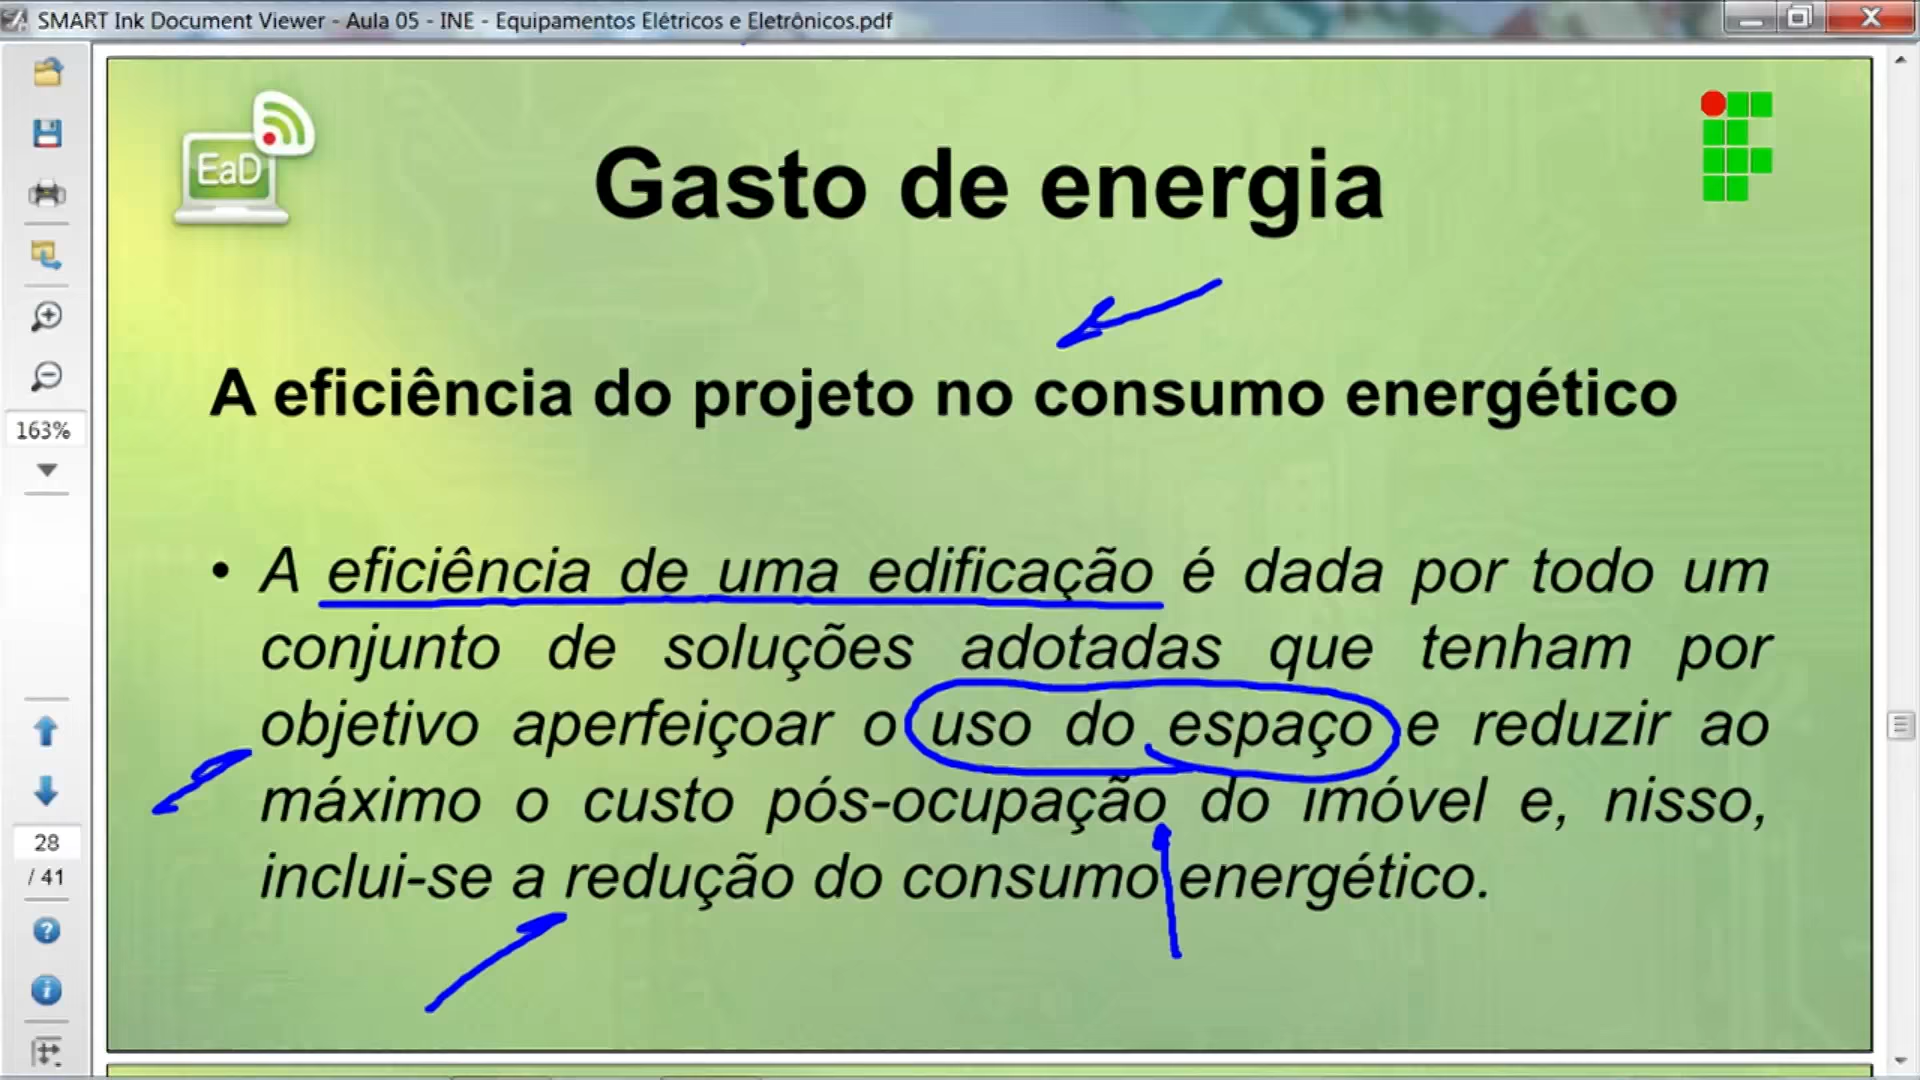 SMART Ink Document Viewer - Aula 05 - INE - Equipamentos Elétricos e Eletrônicos.pdf
EaD
Gasto de energia
A eficiência do projeto no consumo energético
163%
• A eficiência de uma edificação é dada por todo um
conjunto de soluções adotadas que tenham por
objetivo aperfeiçoar o uso do espaço e reduzir ao
máximo o custo pós-ocupação do imóvel e, nisso,
inclui-se a redução do consumo energético.
28
/ 41